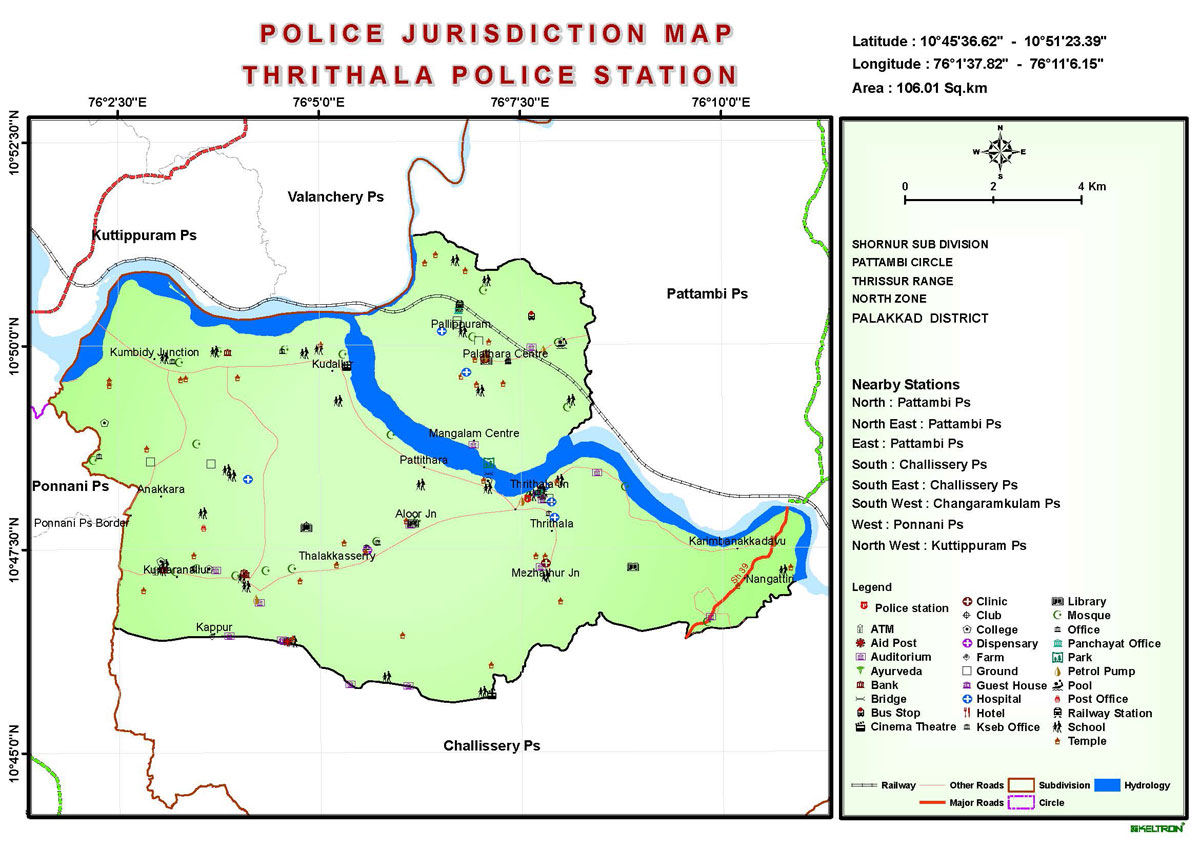 POLICE JURISDICTION MAP
THRITHALA POLICE STATION
Latitude : 10°45'36.62" - 10°51'23.39"
Longitude : 76°1'37.82" - 76°11'6.15"
Area : 106.01 Sq.km
76°2'30"E
76°5'0"E
76°7'30"E
76°10'0"E
10°52'30"N
10°50'0"N
10°47'30"N
10°45'0"N
Valanchery Ps
Kuttippuram Ps
Pattambi Ps
Pallippuram
Kumbidy Junction
Palathara Centre
Kudallur
Mangalam Centre
Pattithara
Ponnani Ps
Anakkara
Thrithala Jn
Aloor Jn
Ponnani Ps Border
Thrithala
Karimbanakkadavu
Thalakkasserry
Kumaranallur
Mezhathur Jn
Sh 39
Nangattiri
Kappur
Challissery Ps
N
W
E
S
0
2
4 Km
SHORNUR SUB DIVISION
PATTAMBI CIRCLE
THRISSUR RANGE
NORTH ZONE
PALAKKAD DISTRICT
Nearby Stations
North : Pattambi Ps
North East : Pattambi Ps
East : Pattambi Ps
South : Challissery Ps
South East : Challissery Ps
South West : Changaramkulam Ps
West : Ponnani Ps
North West : Kuttippuram Ps
Legend
Police station
ATM
Aid Post
Auditorium
Ayurveda
Bank
Bridge
Bus Stop
Cinema Theatre
Clinic
Club
College
Dispensary
Farm
Ground
Guest House
Hospital
Hotel
Kseb Office
Library
Mosque
Office
Panchayat Office
Park
Petrol Pump
Pool
Post Office
Railway Station
School
Temple
Railway
Other Roads
Subdivision
Hydrology
Major Roads
Circle
KELTRON